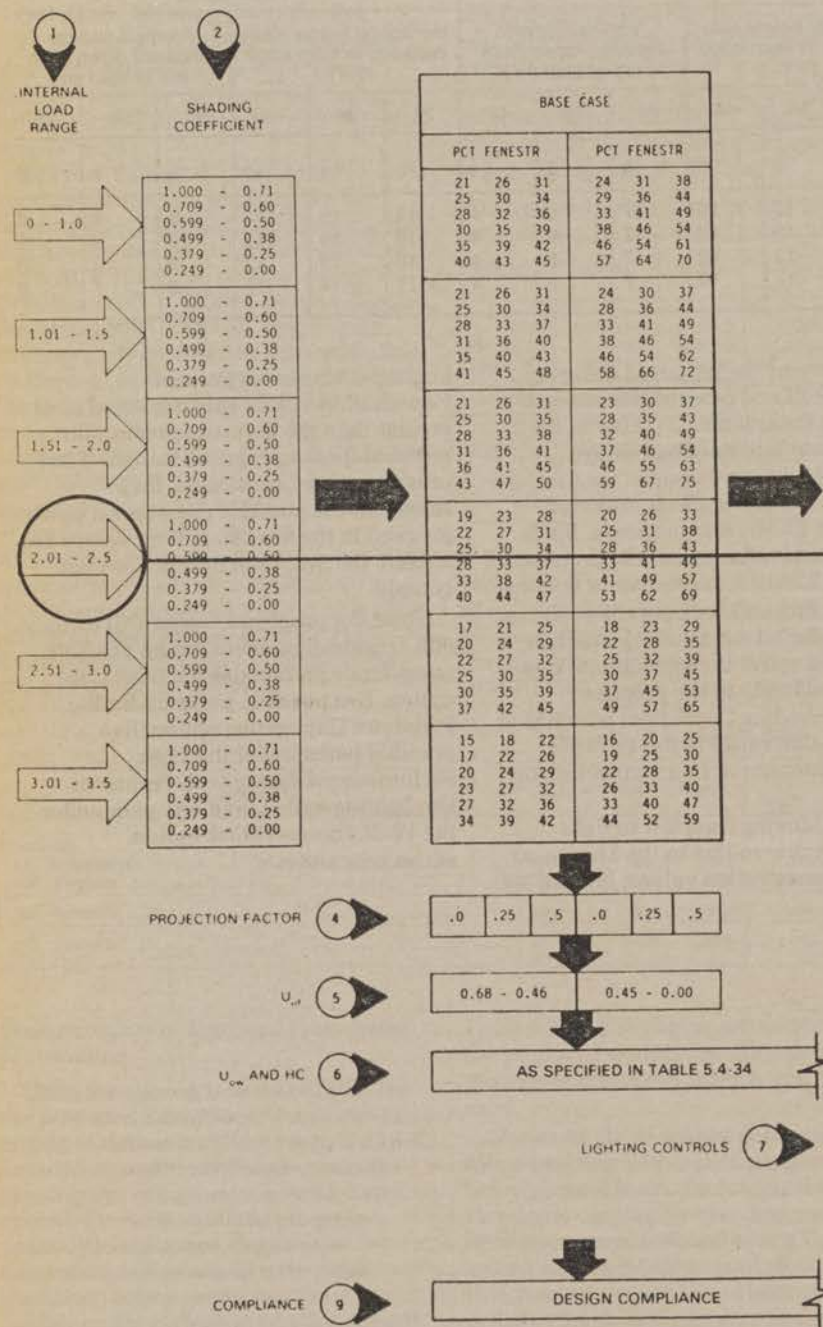 1
INTERNAL
LOAD
RANGE
2
SHADING
COEFFICIENT
BASE CASE
PCT FENESTR PCT FENESTR
0 - 1.0
1.000 - 0.71 21 26 31 24 31 38
0.709 - 0.60 25 30 34 29 36 44
0.599 - 0.50 28 32 36 33 41 49
0.499 - 0.38 30 35 39 38 46 54
0.379 - 0.25 35 39 42 46 54 61
0.249 - 0.00 40 43 45 57 64 70
1.01 - 1.5
1.000 - 0.71 21 26 31 24 30 37
0.709 - 0.60 25 30 34 28 36 44
0.599 - 0.50 28 33 37 33 41 49
0.499 - 0.38 31 36 40 38 46 54
0.379 - 0.25 35 40 43 46 54 62
0.249 - 0.00 41 45 48 58 66 72
1.51 - 2.0
1.000 - 0.71 21 26 31 23 30 37
0.709 - 0.60 25 30 35 28 35 43
0.599 - 0.50 28 33 38 32 40 49
0.499 - 0.38 31 36 41 37 46 54
0.379 - 0.25 36 41 45 46 55 63
0.249 - 0.00 43 47 50 59 67 75
2.01 - 2.5
1.000 - 0.71 19 23 28 20 26 33
0.709 - 0.60 22 27 31 25 31 38
0.599 - 0.50 25 30 34 28 36 43
0.499 - 0.38 28 33 37 33 41 49
0.379 - 0.25 33 38 42 41 49 57
0.249 - 0.00 40 44 47 53 62 69
2.51 - 3.0
1.000 - 0.71 17 21 25 18 23 29
0.709 - 0.60 20 24 29 22 28 35
0.599 - 0.50 22 27 32 25 32 39
0.499 - 0.38 25 30 35 30 37 45
0.379 - 0.25 30 35 39 37 45 53
0.249 - 0.00 37 42 45 49 57 65
3.01 - 3.5
1.000 - 0.71 15 18 22 16 20 25
0.709 - 0.60 17 22 26 19 25 30
0.599 - 0.50 20 24 29 22 28 35
0.499 - 0.38 23 27 32 26 33 40
0.379 - 0.25 27 32 36 33 40 47
0.249 - 0.00 34 39 42 44 52 59
PROJECTION FACTOR 4 .0 .25 .5 .0 .25 .5
5 0.68 - 0.46 0.45 - 0.00
AND HC 6 AS SPECIFIED IN TABLE 5.4-34
LIGHTING CONTROLS 7
COMPLIANCE 9 DESIGN COMPLIANCE